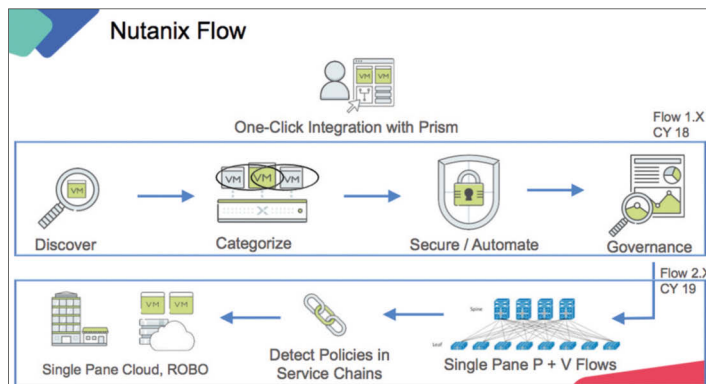 Nutanix Flow
VM VM
One-Click Integration with Prism
Flow 1.X
CY 18
VM
VM VM VM
Discover
Categorize
Secure / Automate
Governance
Flow 2.X
CY 19
VM VM
Spine
Leaf
Single Pane Cloud, ROBO
Detect Policies in
Service Chains
Single Pane P + V Flows